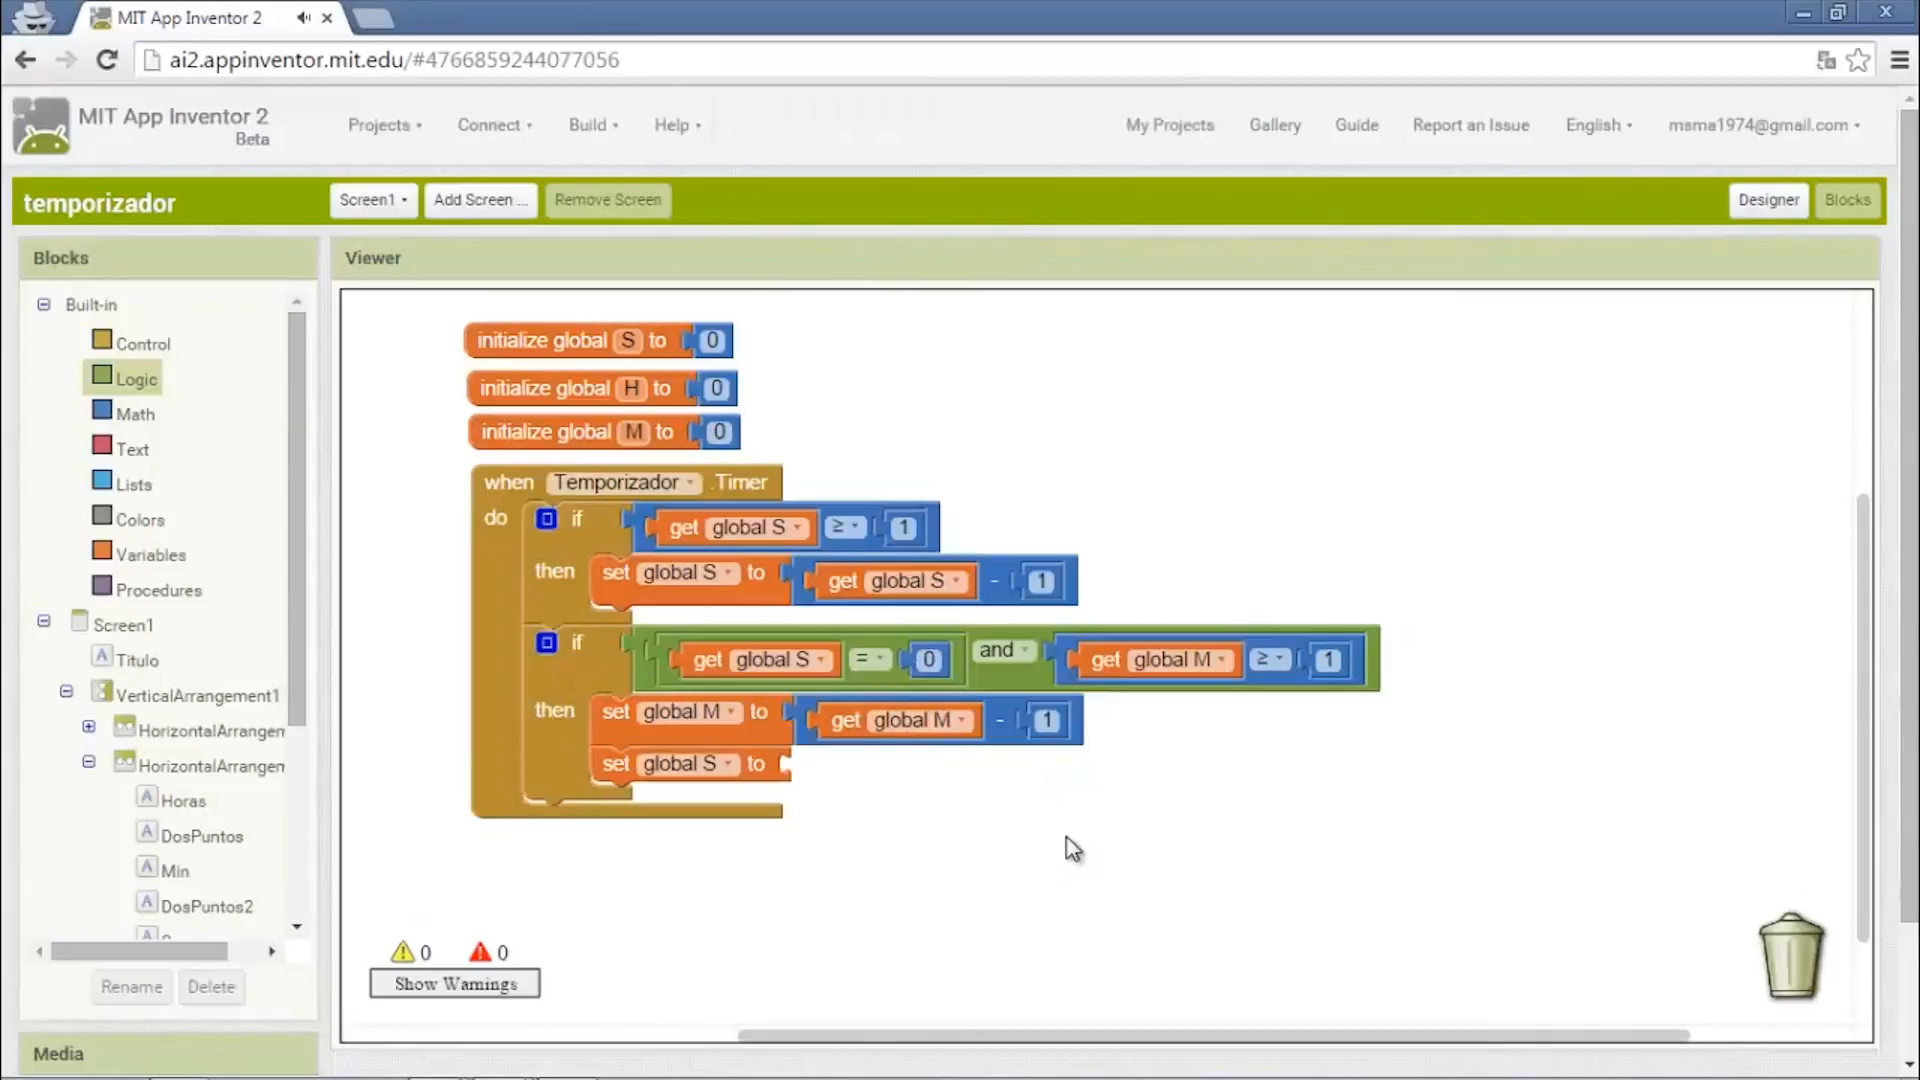 MIT App Inventor 2
ai2.appinventor.mit.edu/#4766859244077056
MIT App Inventor 2
Beta
Projects
Connect
Build
Help
My Projects
Gallery
Guide
Report an Issue
English
msma1974@gmail.com
temporizador
Screen1
Add Screen ...
Remove Screen
Designer
Blocks
Blocks
Viewer
Built-in
Control
Logic
Math
Text
Lists
Colors
Variables
Procedures
Screen1
A Titulo
VerticalArrangement1
HorizontalArrangen
HorizontalArrangen
A Horas
A DosPuntos
A Min
A DosPuntos2
Rename
Delete
Media
initialize global S to 0
initialize global H to 0
initialize global M to 0
when Temporizador .Timer
do if get global S ≥ 1
then set global S to get global S - 1
if get global S = 0 and get global M ≥ 1
then set global M to get global M - 1
set global S to
0 0
Show Warnings